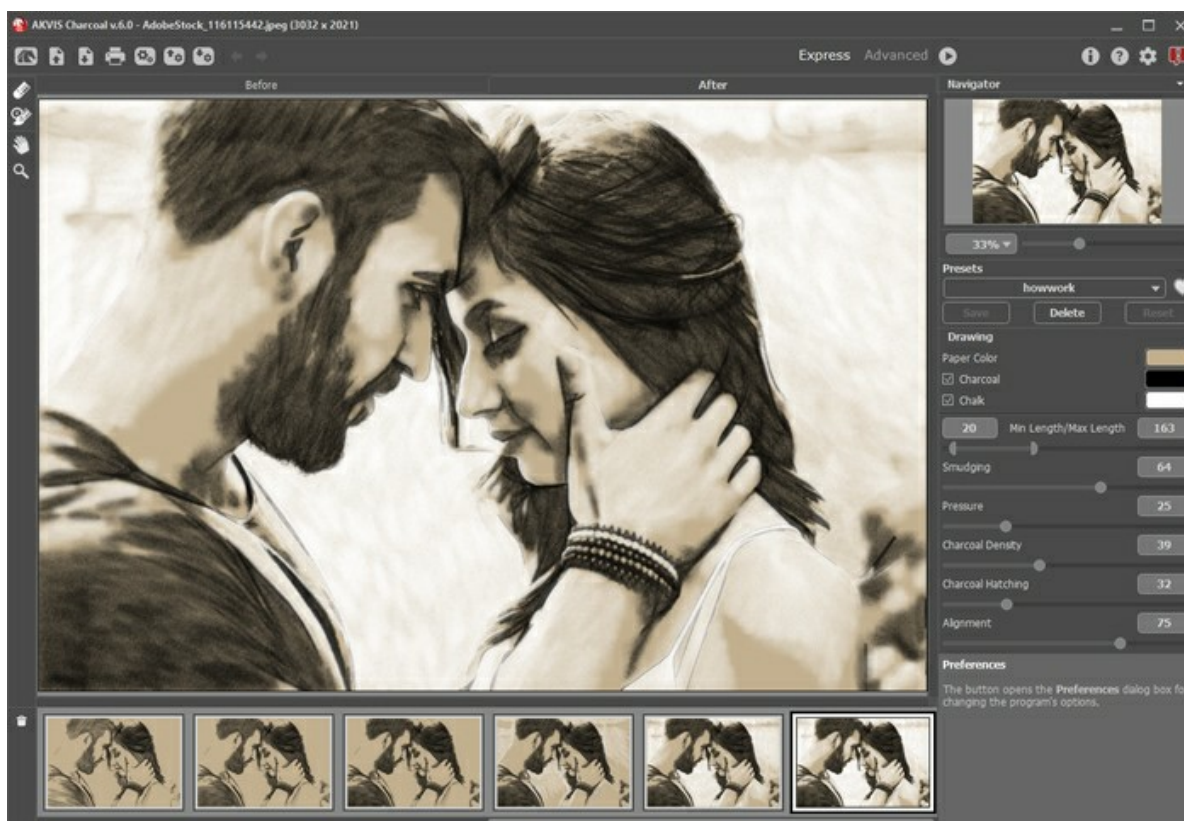 AKVIS Charcoal v.6.0 - AdobeStock_116115442.jpeg (3032 x 2021)
Express Advanced
Before After
Navigator
33%
Presets
howwork
Save Delete Reset
Drawing
Paper Color
Charcoal
Chalk
20 Min Length/Max Length 163
Smudging 64
Pressure 25
Charcoal Density 39
Charcoal Hatching 32
Alignment 75
Preferences
The button opens the Preferences dialog box fo
changing the program's options.